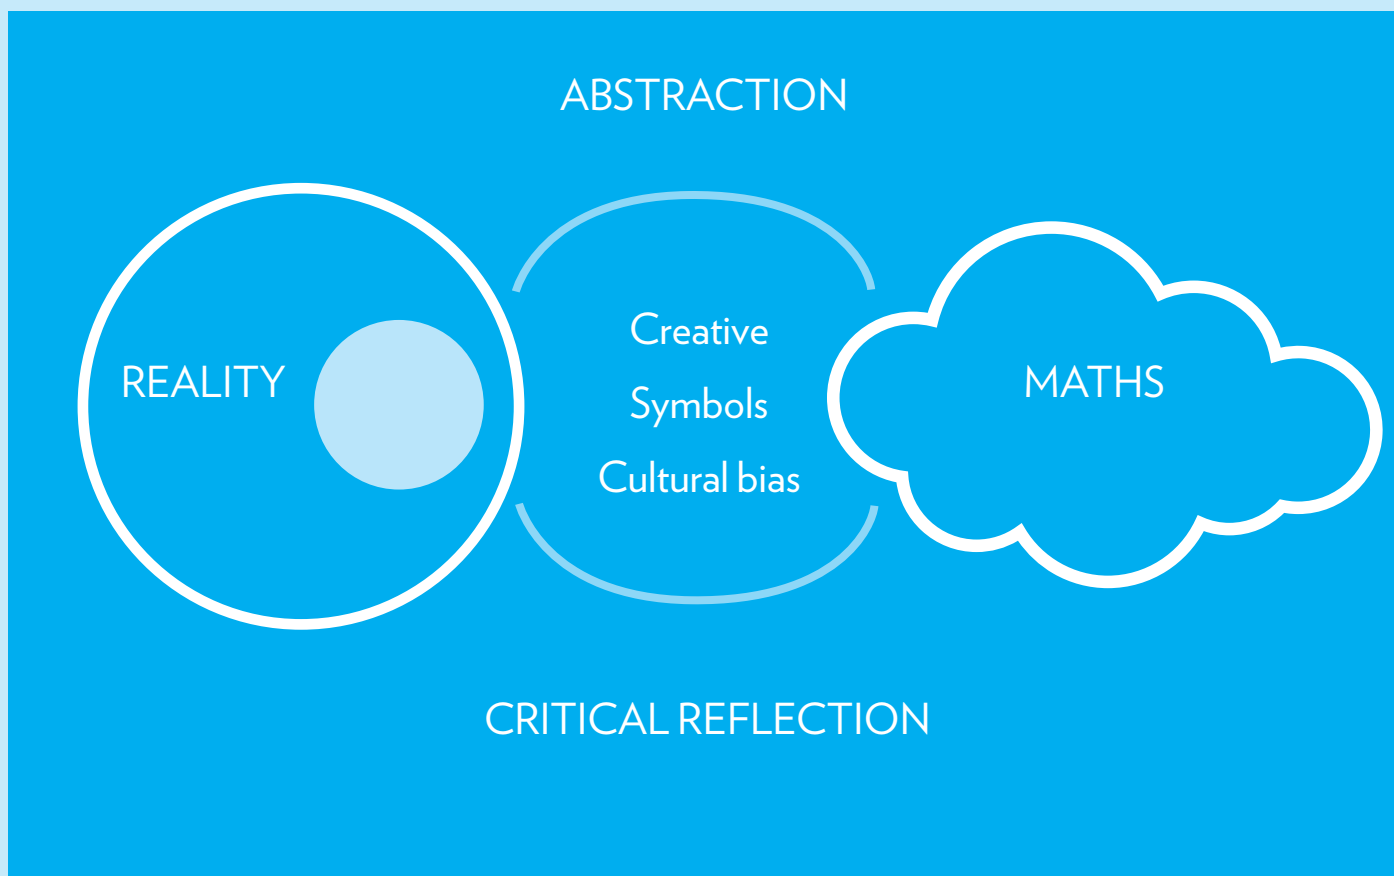 ABSTRACTION
REALITY
Creative
Symbols
Cultural bias
MATHS
CRITICAL REFLECTION